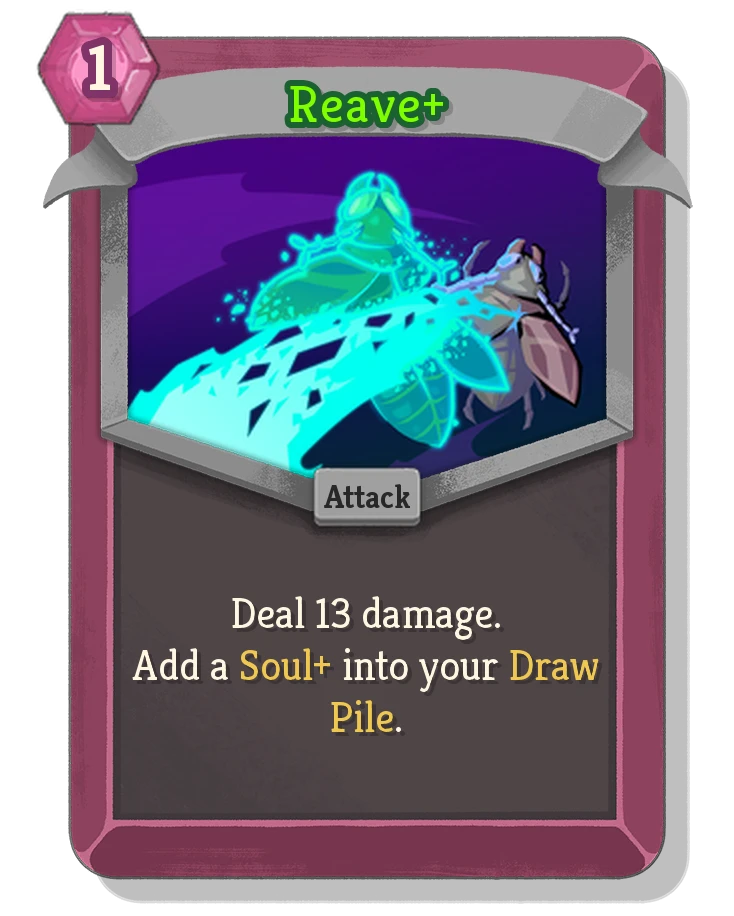 1
Reave+
Attack
Deal 13 damage.
Add a Soul+ into your Draw
Pile.